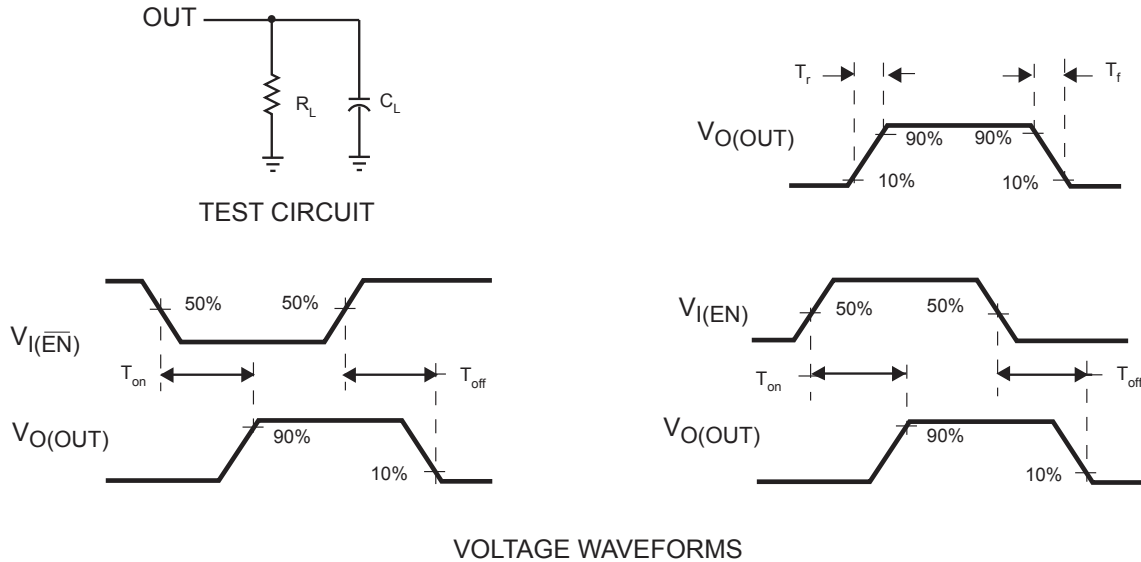 OUT
R_L
C_L
TEST CIRCUIT
T_r
T_f
V_O(OUT)
90%
90%
10%
10%
V_I(E̅N̅)
50%
50%
T_on
T_off
V_O(OUT)
90%
10%
V_I(EN)
50%
50%
T_on
T_off
V_O(OUT)
90%
10%
VOLTAGE WAVEFORMS